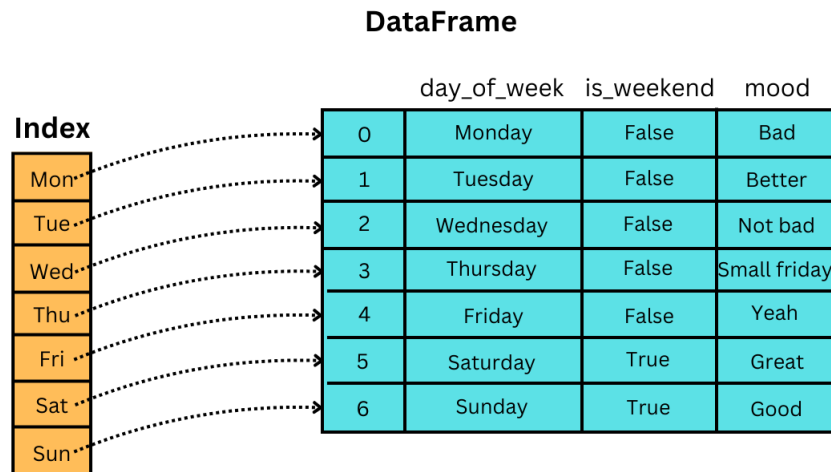 DataFrame
day_of_week is_weekend mood
Index
Mon
Tue
Wed
Thu
Fri
Sat
Sun
0 Monday False Bad
1 Tuesday False Better
2 Wednesday False Not bad
3 Thursday False Small friday
4 Friday False Yeah
5 Saturday True Great
6 Sunday True Good